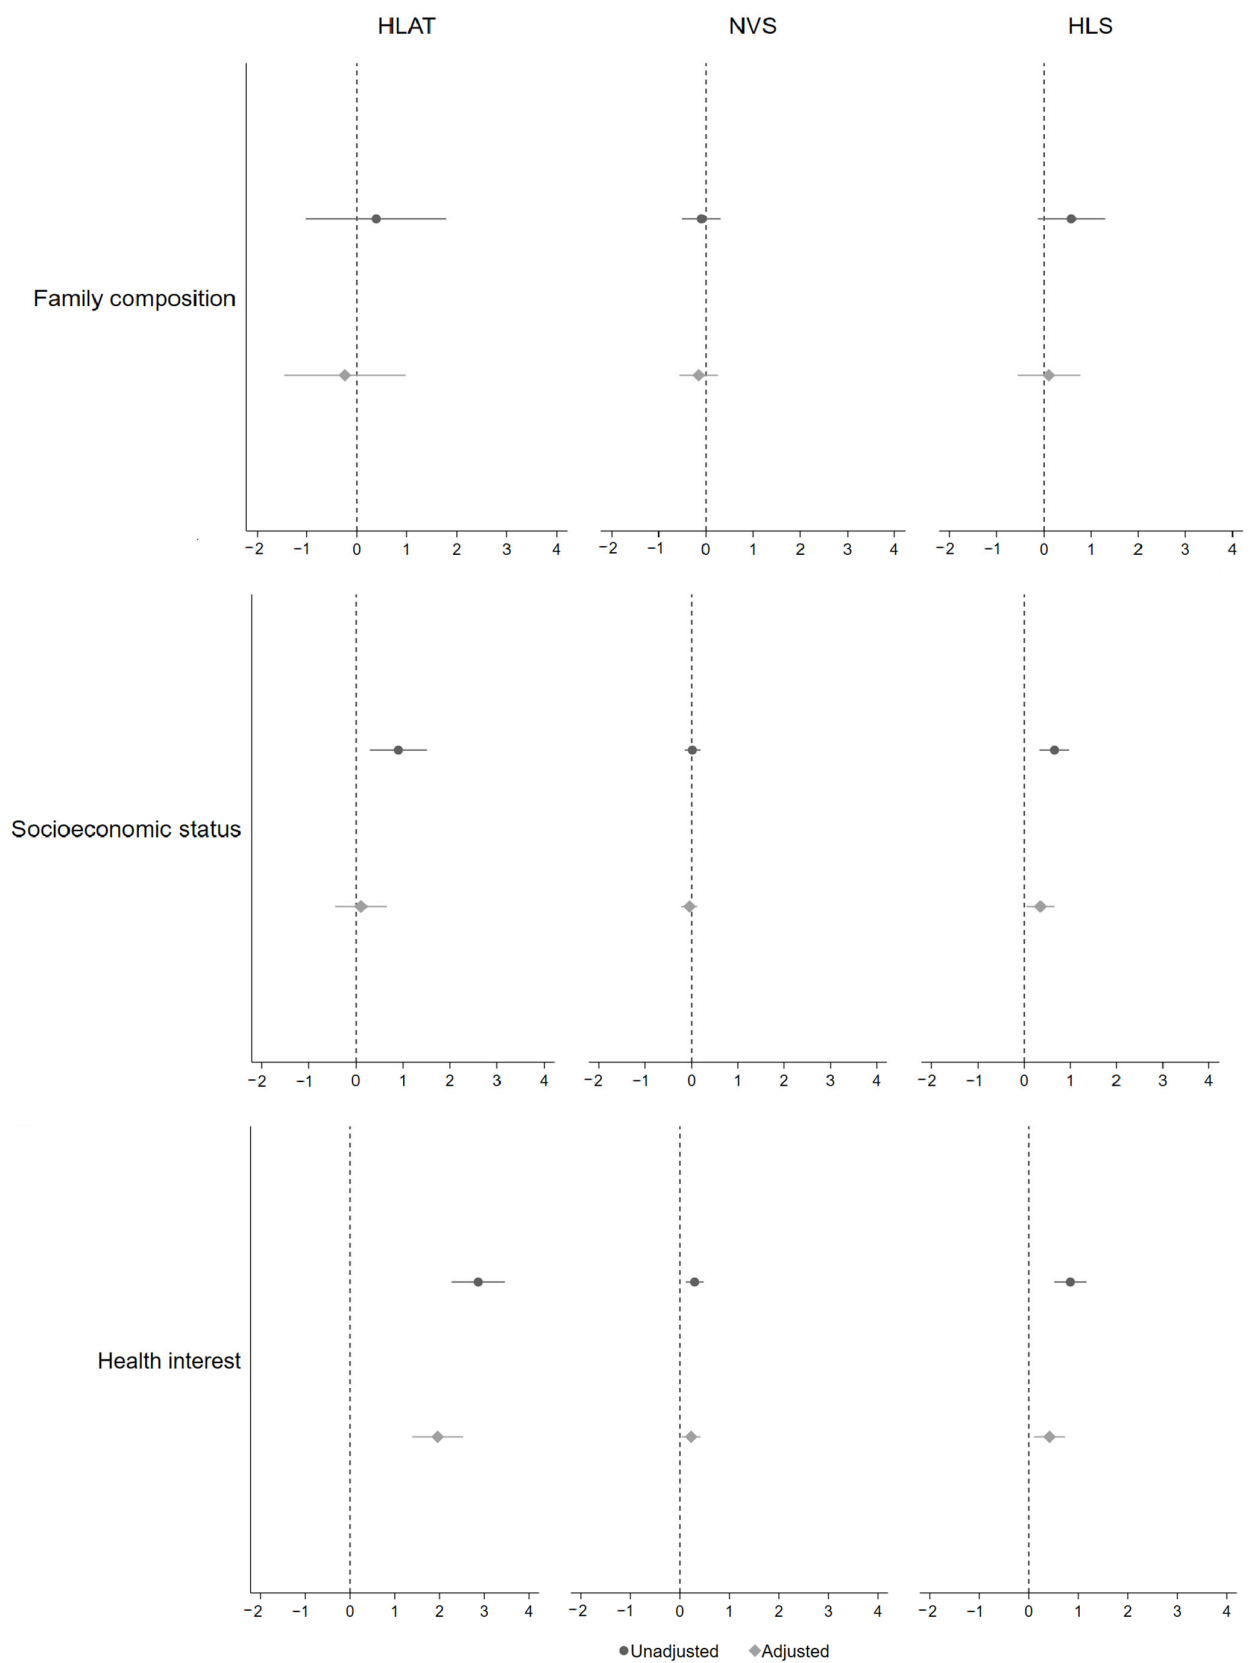 HLAT NVS HLS
Family composition
−2 −1 0 1 2 3 4 −2 −1 0 1 2 3 4 −2 −1 0 1 2 3 4
Socioeconomic status
−2 −1 0 1 2 3 4 −2 −1 0 1 2 3 4 −2 −1 0 1 2 3 4
Health interest
−2 −1 0 1 2 3 4 −2 −1 0 1 2 3 4 −2 −1 0 1 2 3 4
Unadjusted Adjusted